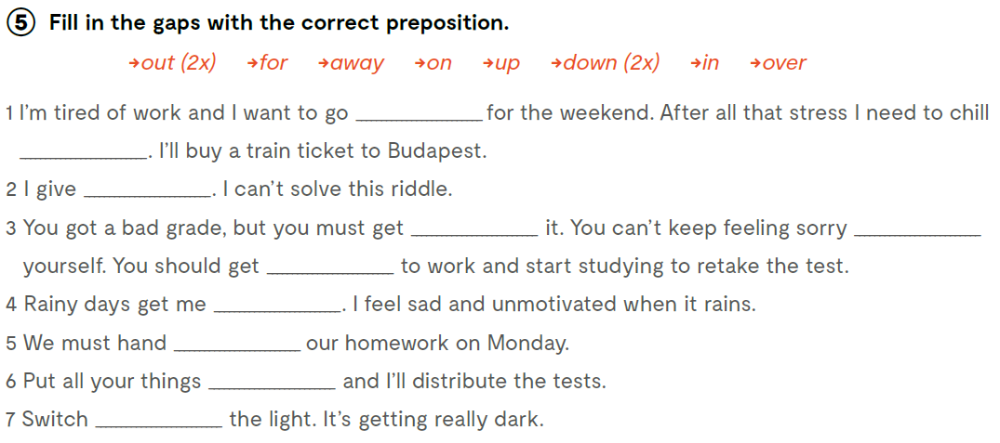 5 Fill in the gaps with the correct preposition.
→out (2x) →for →away →on →up →down (2x) →in →over
1 I'm tired of work and I want to go ____________ for the weekend. After all that stress I need to chill
____________. I'll buy a train ticket to Budapest.
2 I give ____________. I can't solve this riddle.
3 You got a bad grade, but you must get ____________ it. You can't keep feeling sorry ____________
yourself. You should get ____________ to work and start studying to retake the test.
4 Rainy days get me ____________. I feel sad and unmotivated when it rains.
5 We must hand ____________ our homework on Monday.
6 Put all your things ____________ and I'll distribute the tests.
7 Switch ____________ the light. It's getting really dark.